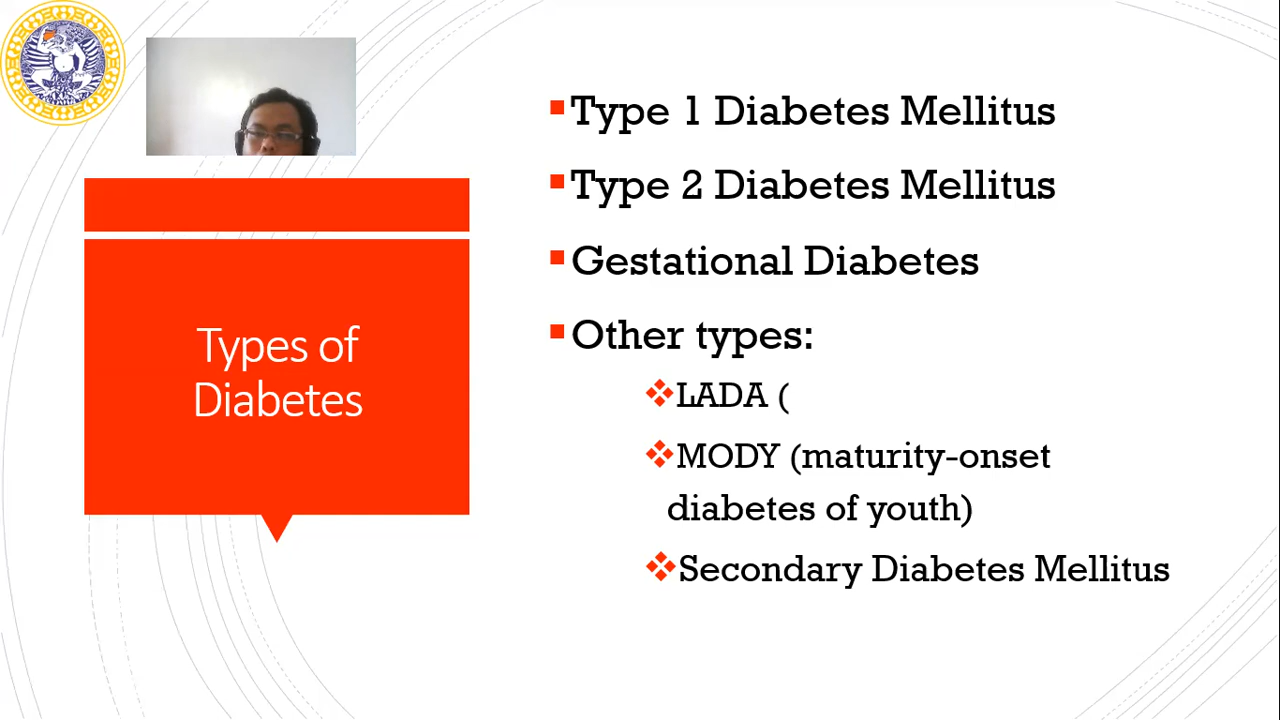 Types of
Diabetes
Type 1 Diabetes Mellitus
Type 2 Diabetes Mellitus
Gestational Diabetes
Other types:
LADA (
MODY (maturity-onset
diabetes of youth)
Secondary Diabetes Mellitus